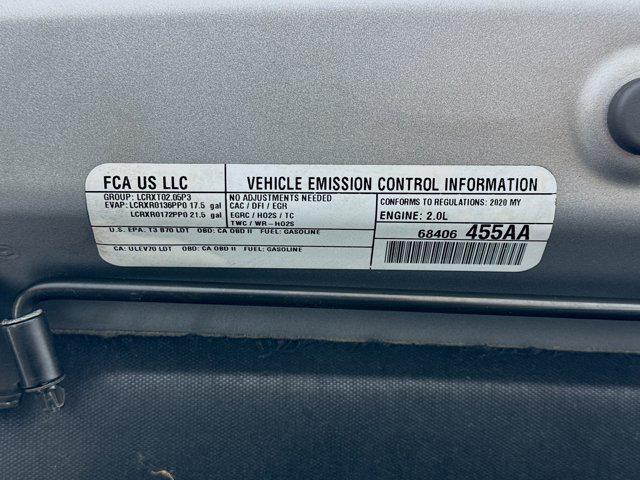 FCA US LLC
GROUP: LCRXT02.05P3
EVAP: LCRXR0136PP0 17.5 gal
LCRXR0172PP0 21.5 gal
VEHICLE EMISSION CONTROL INFORMATION
NO ADJUSTMENTS NEEDED
CAC / DFI / EGR
EGRC / HO2S / TC
TWC / WR-HO2S
CONFORMS TO REGULATIONS: 2020 MY
ENGINE: 2.0L
U.S. EPA: T3 B70 LDT OBD: CA OBD II FUEL: GASOLINE
CA: ULEV70 LDT OBD: CA OBD II FUEL: GASOLINE
68406 455AA